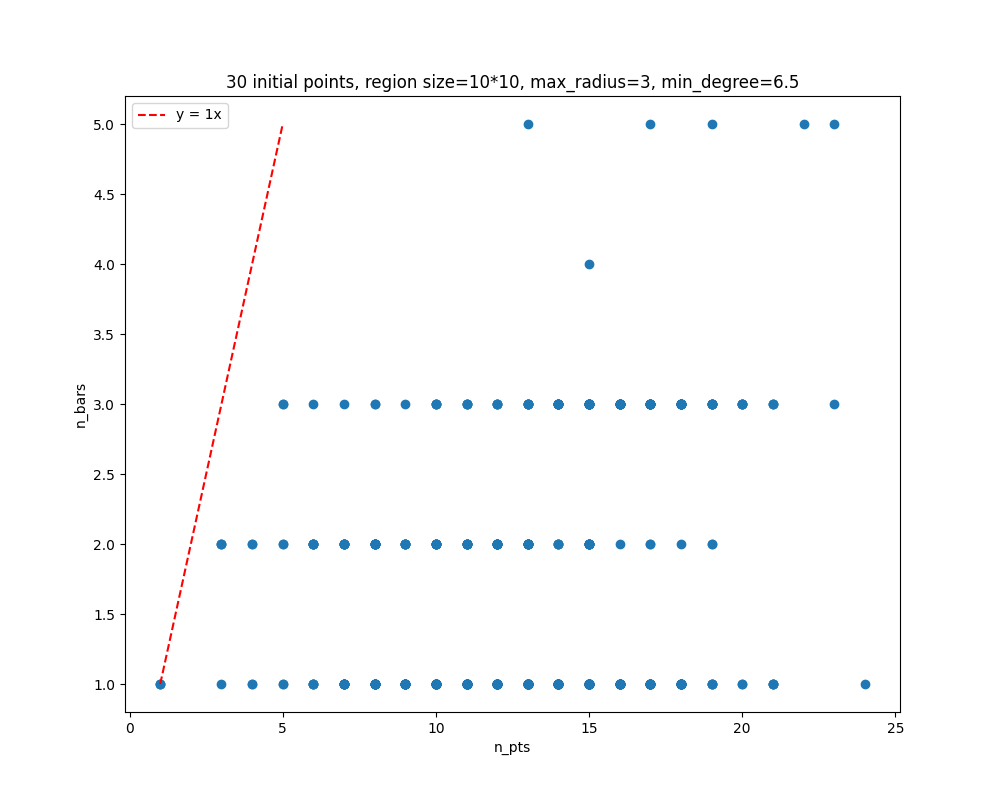 30 initial points, region size=10*10, max_radius=3, min_degree=6.5
y = 1x
5.0
4.5
4.0
3.5
3.0
2.5
2.0
1.5
1.0
n_bars
0 5 10 15 20 25
n_pts